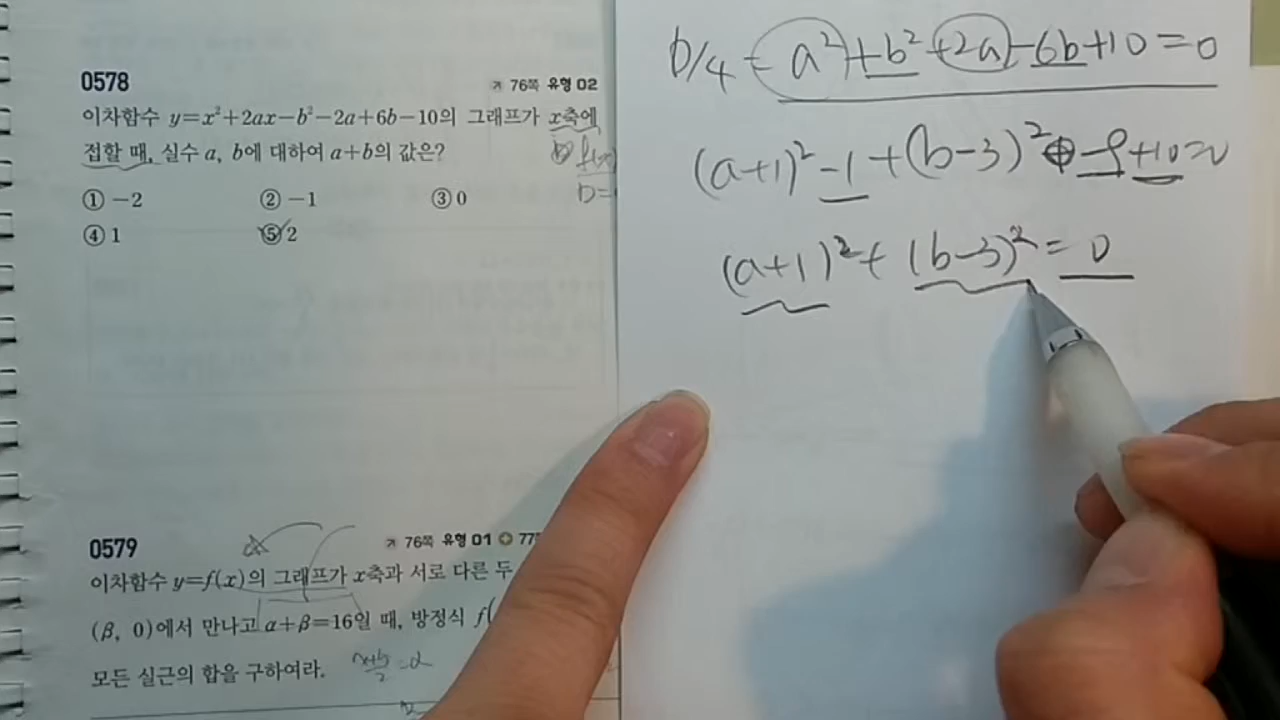 0578
76쪽 유형 02
이차함수 y=x²+2ax−b²−2a+6b−10의 그래프가 x축에
접할 때, 실수 a, b에 대하여 a+b의 값은?
① −2 ② −1 ③ 0
④ 1 ⑤ 2
0579
76쪽 유형 01 + 77
이차함수 y=f(x)의 그래프가 x축과 서로 다른 두
(β, 0)에서 만나고 α+β=16일 때, 방정식 f(
모든 실근의 합을 구하여라.
D/4 = a²+b²+2a−6b+10=0
(a+1)²−1+(b−3)² −9+10=0
(a+1)²+(b−3)²=0